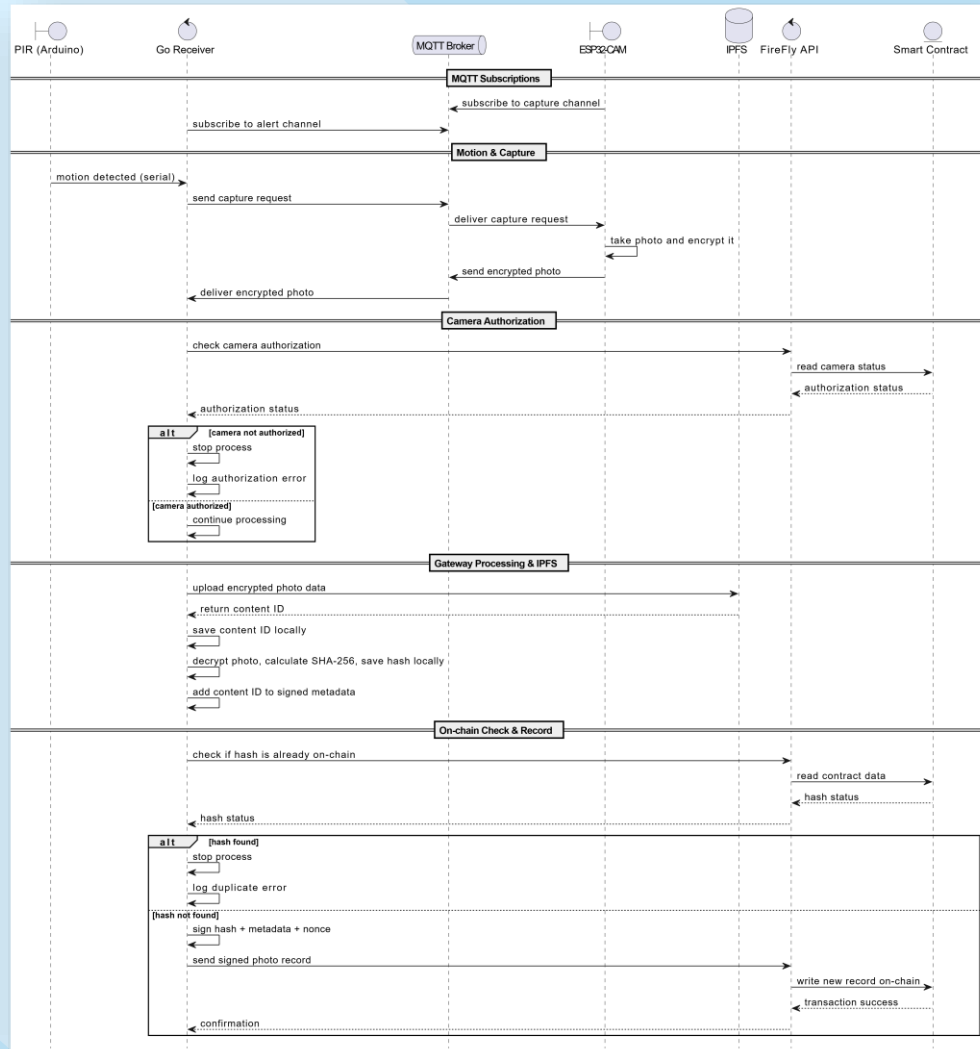 PIR (Arduino)
Go Receiver
MQTT Broker
ESP32-CAM
IPFS
FireFly API
Smart Contract
MQTT Subscriptions
subscribe to capture channel
subscribe to alert channel
Motion & Capture
motion detected (serial)
send capture request
deliver capture request
take photo and encrypt it
send encrypted photo
deliver encrypted photo
Camera Authorization
check camera authorization
read camera status
authorization status
authorization status
alt [camera not authorized]
stop process
log authorization error
[camera authorized]
continue processing
Gateway Processing & IPFS
upload encrypted photo data
return content ID
save content ID locally
decrypt photo, calculate SHA-256, save hash locally
add content ID to signed metadata
On-chain Check & Record
check if hash is already on-chain
read contract data
hash status
hash status
alt [hash found]
stop process
log duplicate error
[hash not found]
sign hash + metadata + nonce
send signed photo record
write new record on-chain
transaction success
confirmation